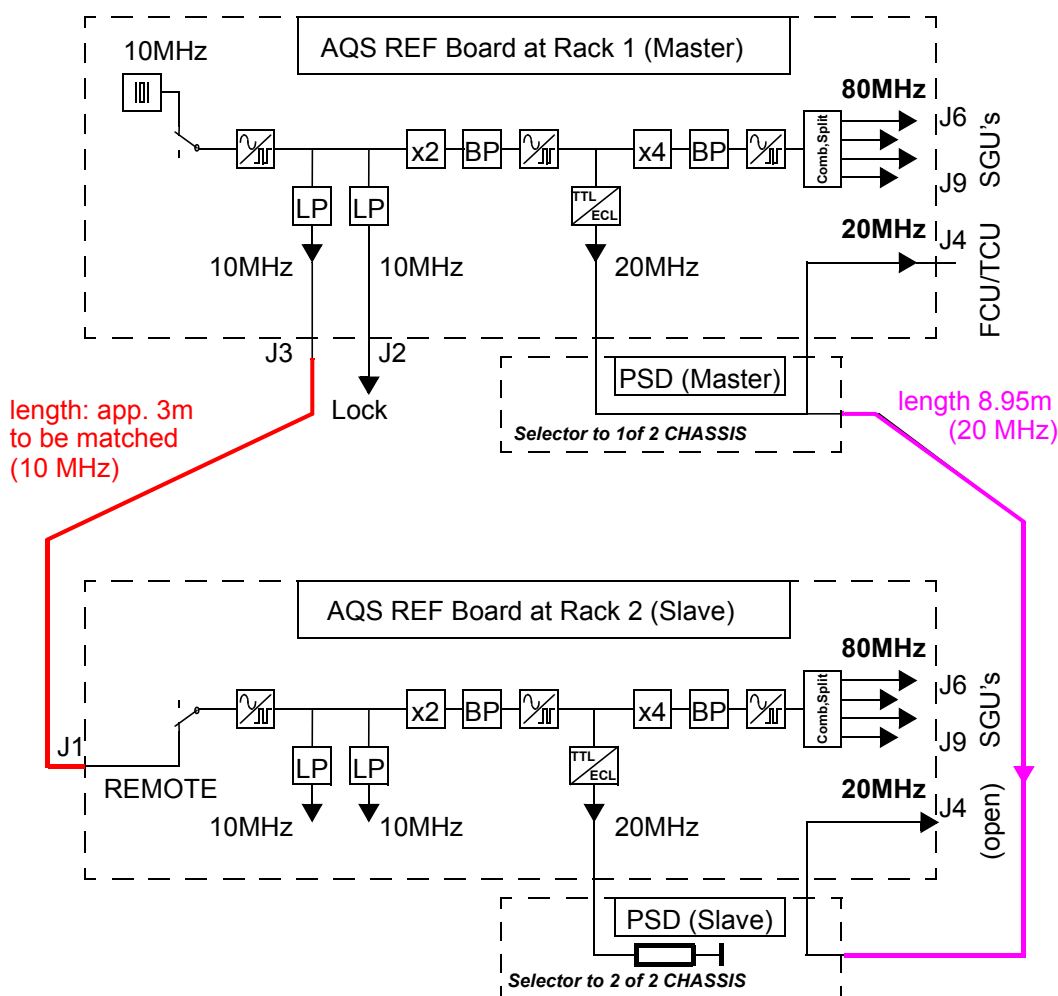 AQS REF Board at Rack 1 (Master)
10MHz
80MHz
J6
SGU's
J9
x2
BP
x4
BP
Comb,Split
LP
LP
TTL
ECL
20MHz
J4
FCU/TCU
10MHz
10MHz
20MHz
J3
J2
Lock
PSD (Master)
Selector to 1of 2 CHASSIS
length: app. 3m
to be matched
(10 MHz)
length 8.95m
(20 MHz)
AQS REF Board at Rack 2 (Slave)
80MHz
J6
SGU's
J9
x2
BP
x4
BP
Comb,Split
J1
REMOTE
LP
LP
TTL
ECL
20MHz
J4
(open)
10MHz
10MHz
20MHz
PSD (Slave)
Selector to 2 of 2 CHASSIS